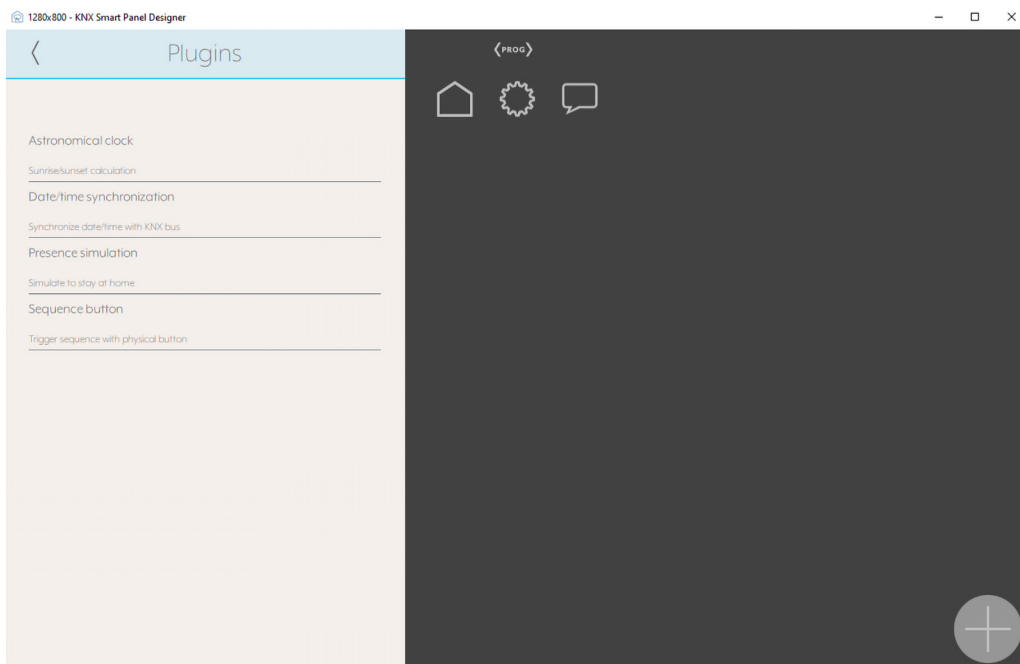 1280x800 - KNX Smart Panel Designer
Plugins
Astronomical clock
Sunrise/sunset calculation
Date/time synchronization
Synchronize date/time with KNX bus
Presence simulation
Simulate to stay at home
Sequence button
Trigger sequence with physical button
PROG